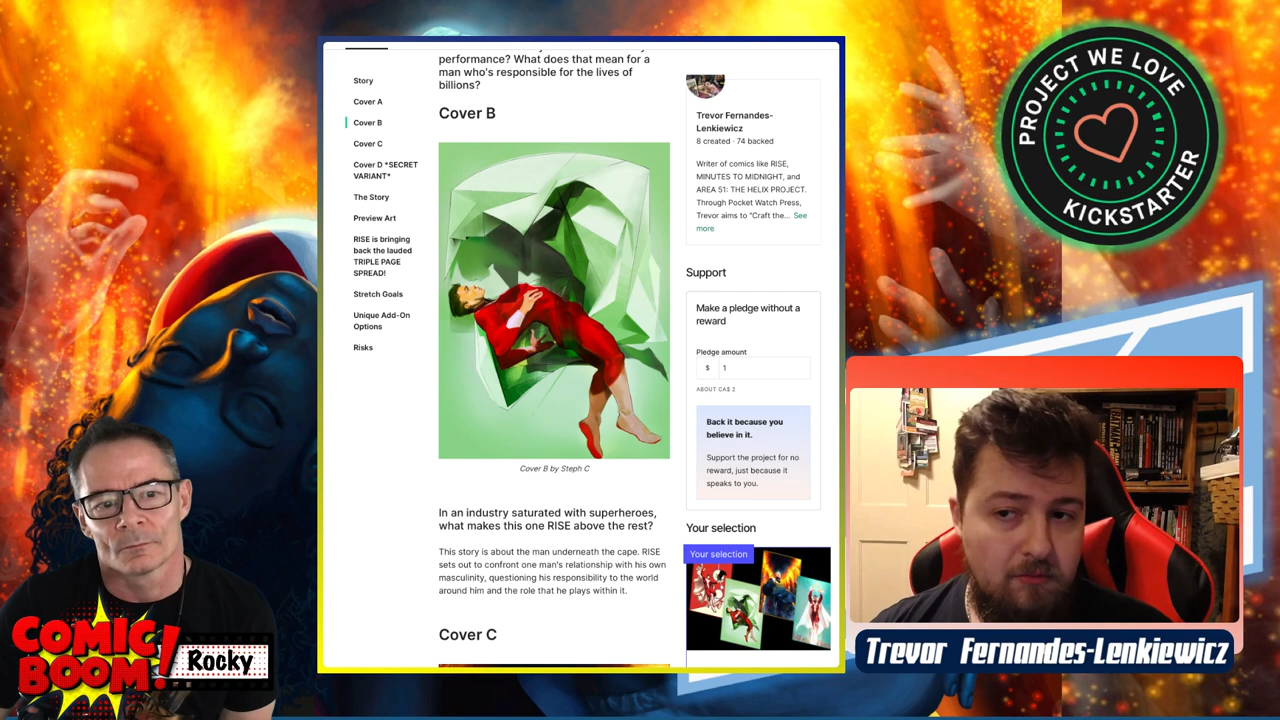 performance? What does that mean for a
man who's responsible for the lives of
billions?
Story
Cover A
Cover B
Cover C
Cover D *SECRET
VARIANT*
The Story
Preview Art
RISE is bringing
back the lauded
TRIPLE PAGE
SPREAD!
Stretch Goals
Unique Add-On
Options
Risks
Cover B
Cover B by Steph C
In an industry saturated with superheroes,
what makes this one RISE above the rest?
This story is about the man underneath the cape. RISE
sets out to confront one man's relationship with his own
masculinity, questioning his responsibility to the world
around him and the role that he plays within it.
Cover C
Trevor Fernandes-
Lenkiewicz
8 created · 74 backed
Writer of comics like RISE,
MINUTES TO MIDNIGHT, and
AREA 51: THE HELIX PROJECT.
Through Pocket Watch Press,
Trevor aims to "Craft the... See
more
Support
Make a pledge without a
reward
Pledge amount
$ 1
ABOUT CA$ 2
Back it because you
believe in it.
Support the project for no
reward, just because it
speaks to you.
Your selection
Your selection
PROJECT WE LOVE
KICKSTARTER
COMIC
BOOM!
Rocky
Trevor Fernandes-Lenkiewicz